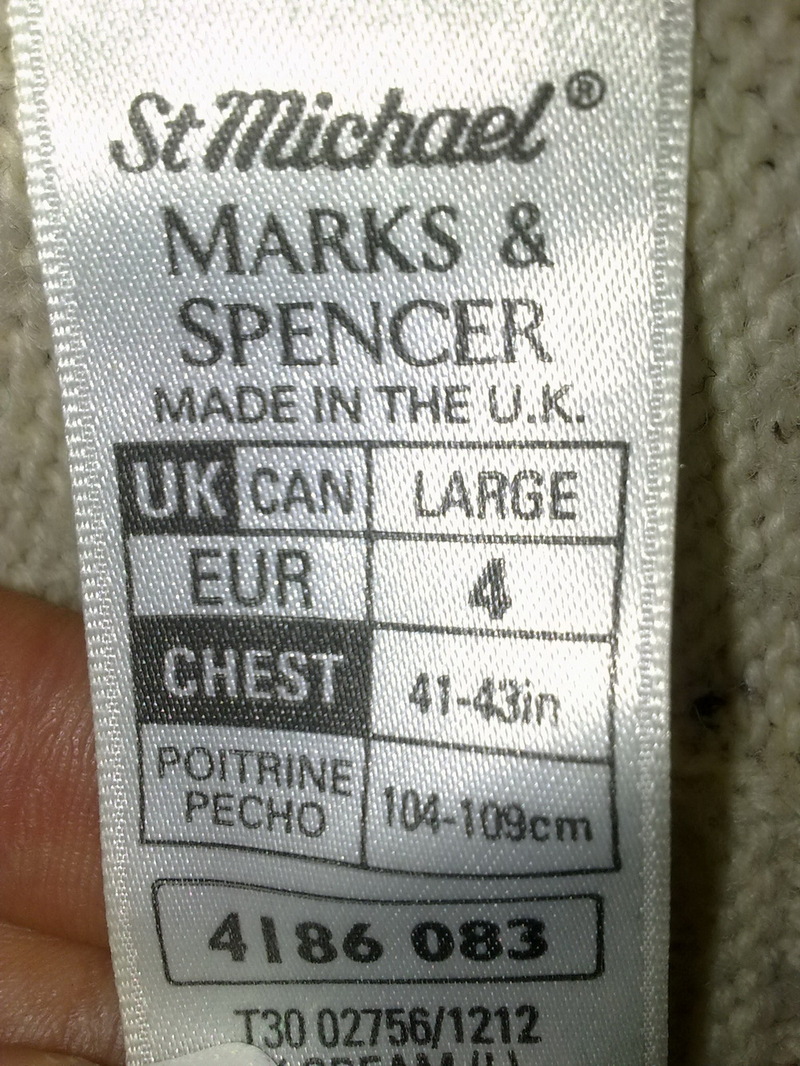 St Michael®
MARKS &
SPENCER
MADE IN THE U.K.
UK CAN LARGE
EUR 4
CHEST 41-43in
POITRINE
PECHO 104-109cm
4186 083
T30 02756/1212
CREAM (L)